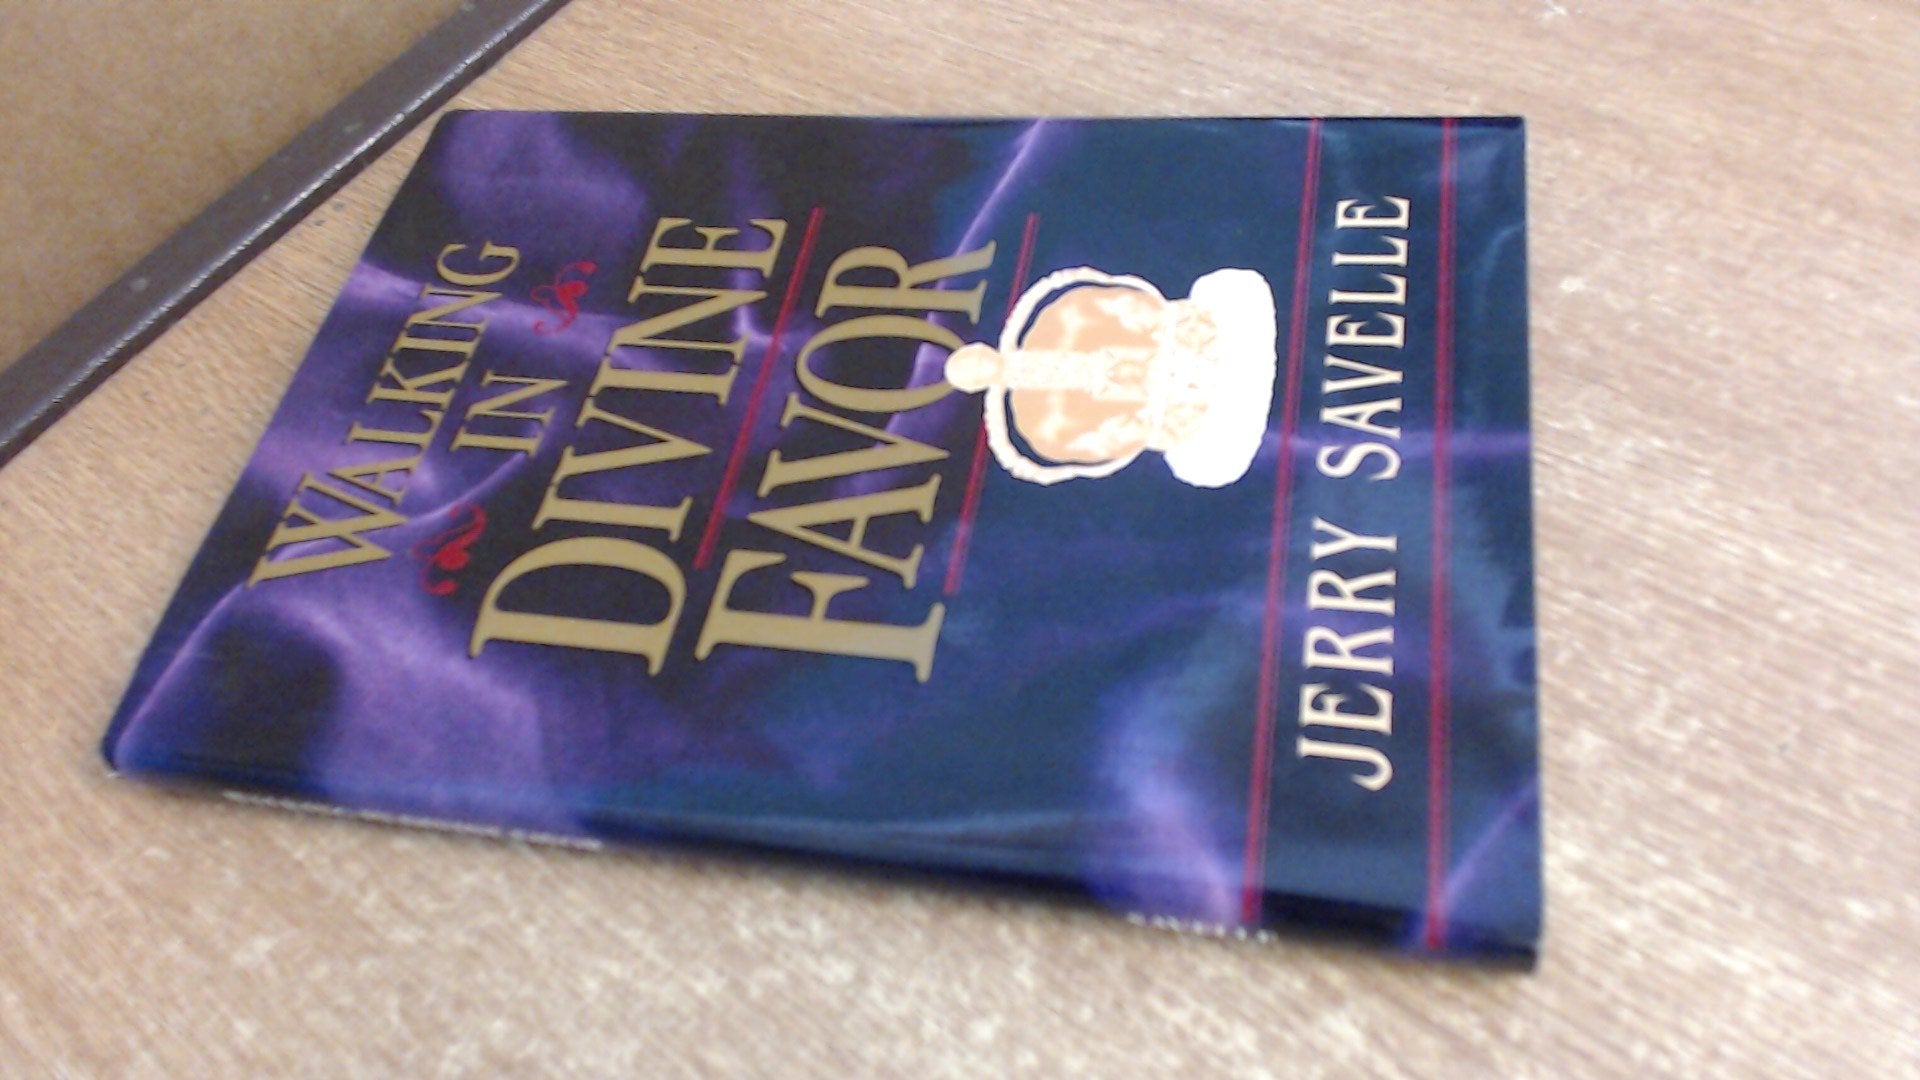 WALKING
IN
DIVINE
FAVOR
JERRY SAVELLE